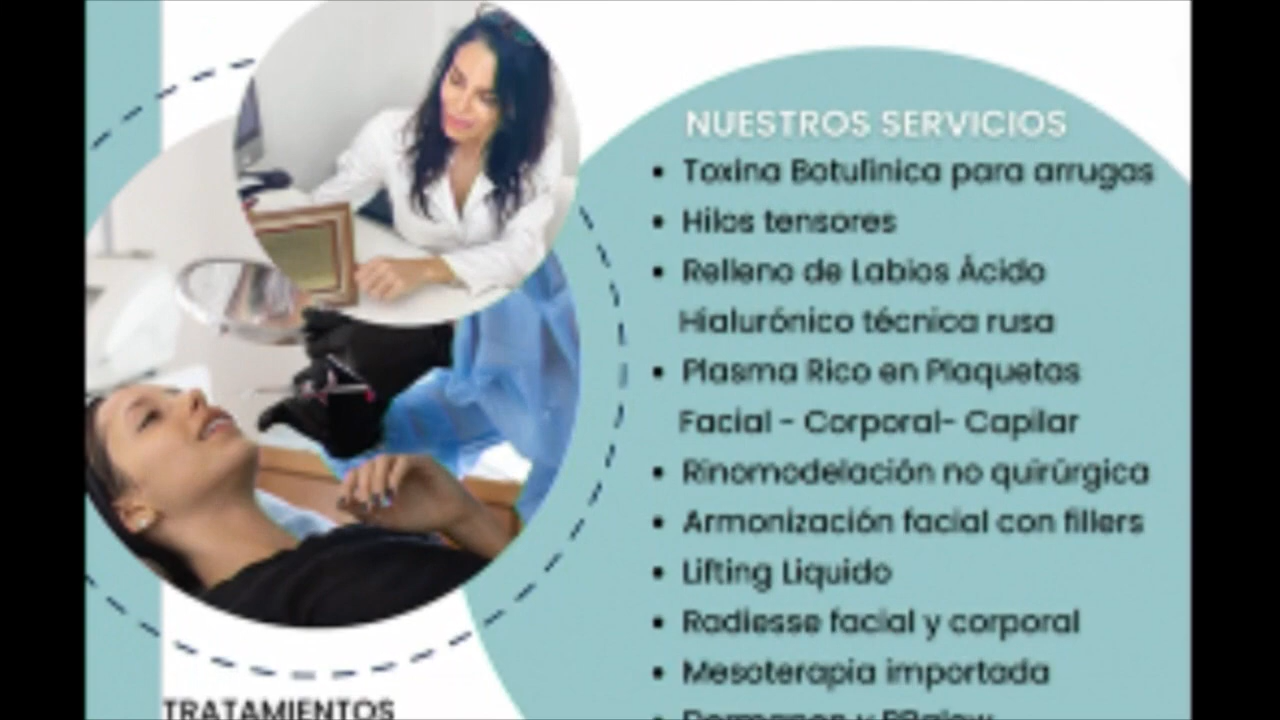 NUESTROS SERVICIOS
• Toxina Botulínica para arrugas
• Hilos tensores
• Relleno de Labios Ácido
Hialurónico técnica rusa
• Plasma Rico en Plaquetas
Facial - Corporal- Capilar
• Rinomodelación no quirúrgica
• Armonización facial con fillers
• Lifting Liquido
• Radiesse facial y corporal
• Mesoterapia importada
TRATAMIENTOS